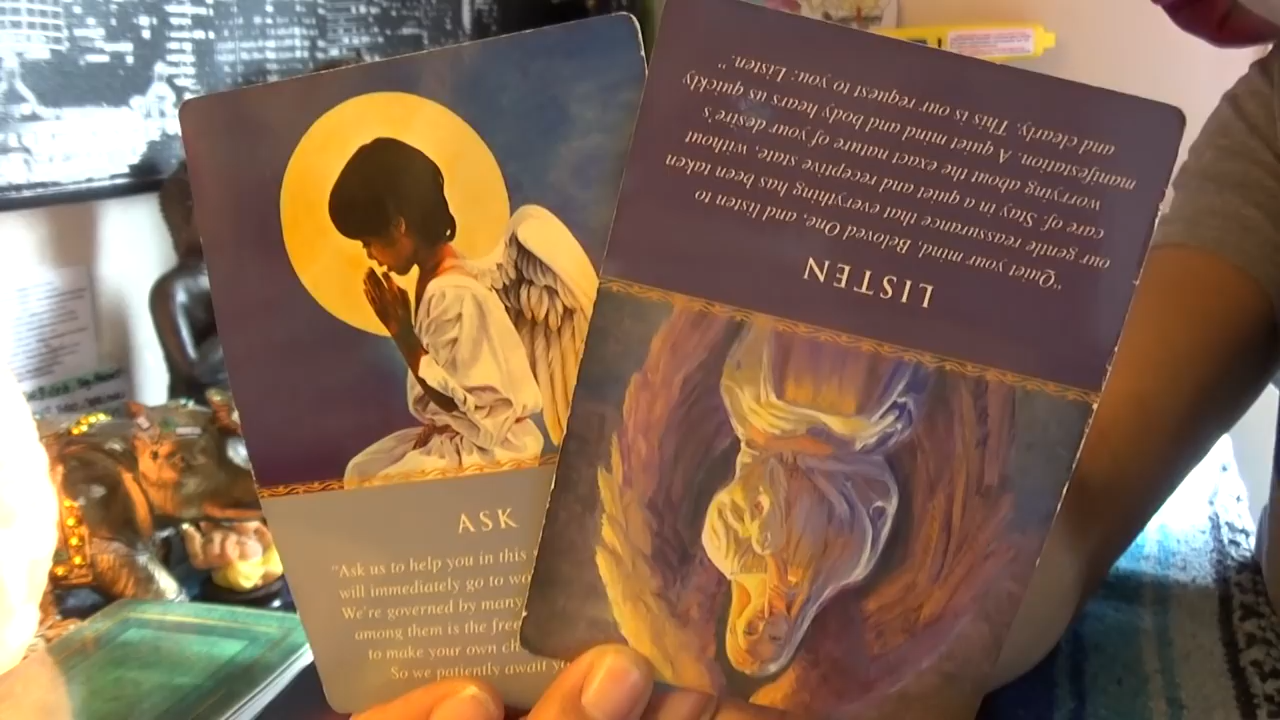 ASK
"Ask us to help you in this
will immediately go to
We're governed by many
among them is the
to make your own
So we patiently await
LISTEN
"Quiet your mind, Beloved One, and listen to
our gentle reassurance that everything has been taken
care of. Stay in a quiet and receptive state, without
worrying about the exact nature of your desire's
manifestation. A quiet mind and body hears us quickly
and clearly. This is our request to you: Listen."